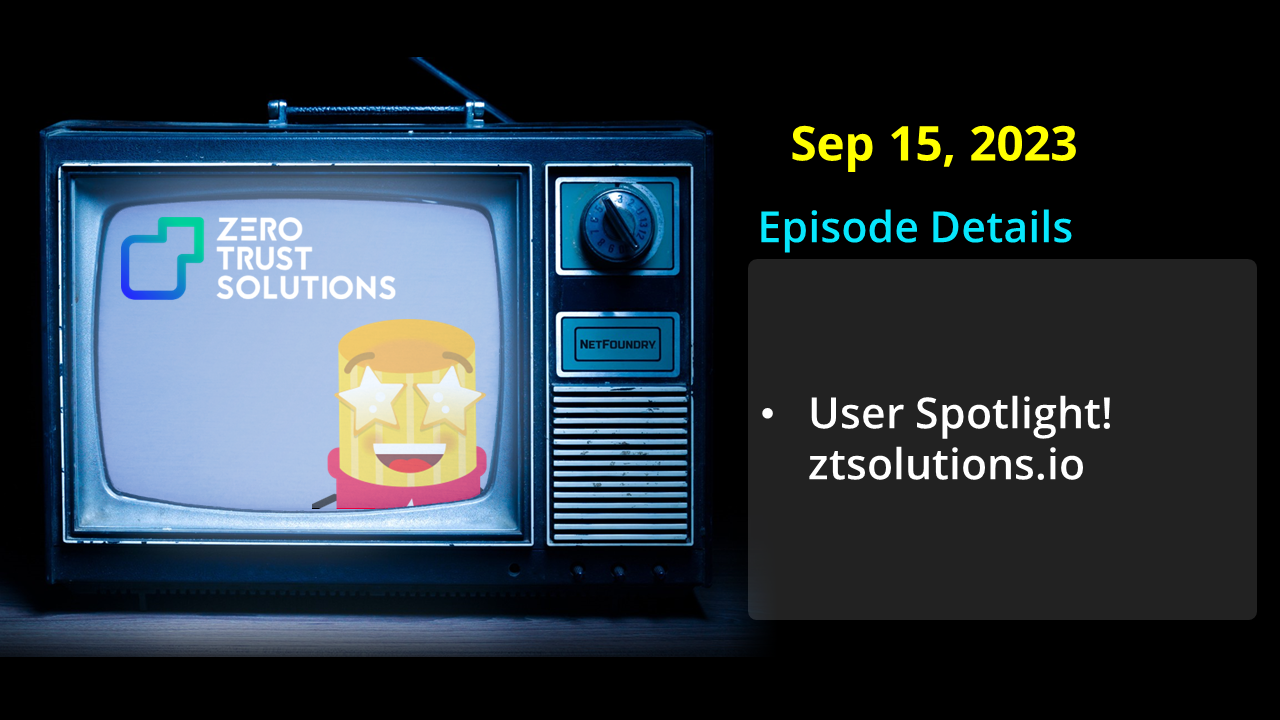 ZERO
TRUST
SOLUTIONS
NETFOUNDRY
Sep 15, 2023
Episode Details
• User Spotlight!
ztsolutions.io